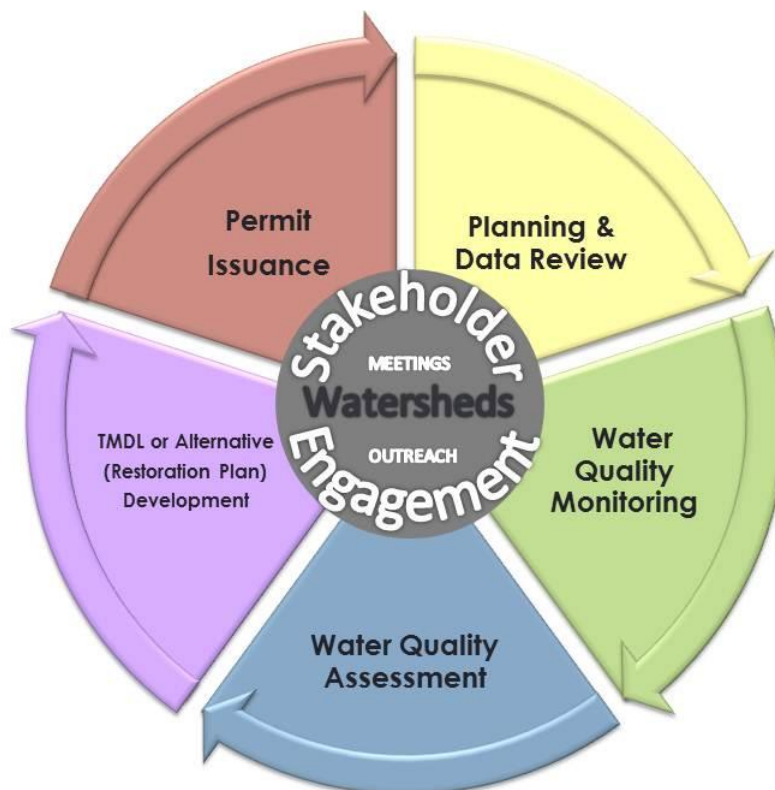 Permit
Issuance
Planning &
Data Review
Stakeholder
MEETINGS
Watersheds
OUTREACH
Engagement
TMDL or Alternative
(Restoration Plan)
Development
Water
Quality
Monitoring
Water Quality
Assessment